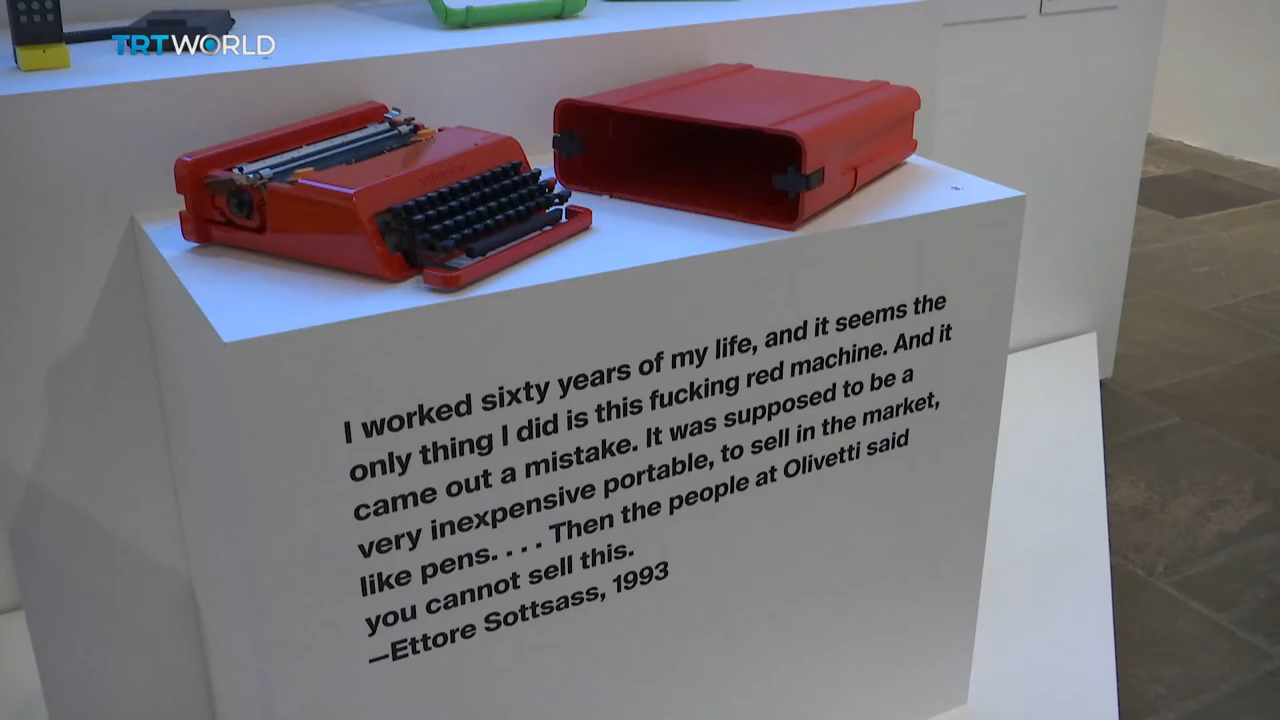 TRT WORLD
I worked sixty years of my life, and it seems the
only thing I did is this fucking red machine. And it
came out a mistake. It was supposed to be a
very inexpensive portable, to sell in the market,
like pens. . . . Then the people at Olivetti said
you cannot sell this.
—Ettore Sottsass, 1993